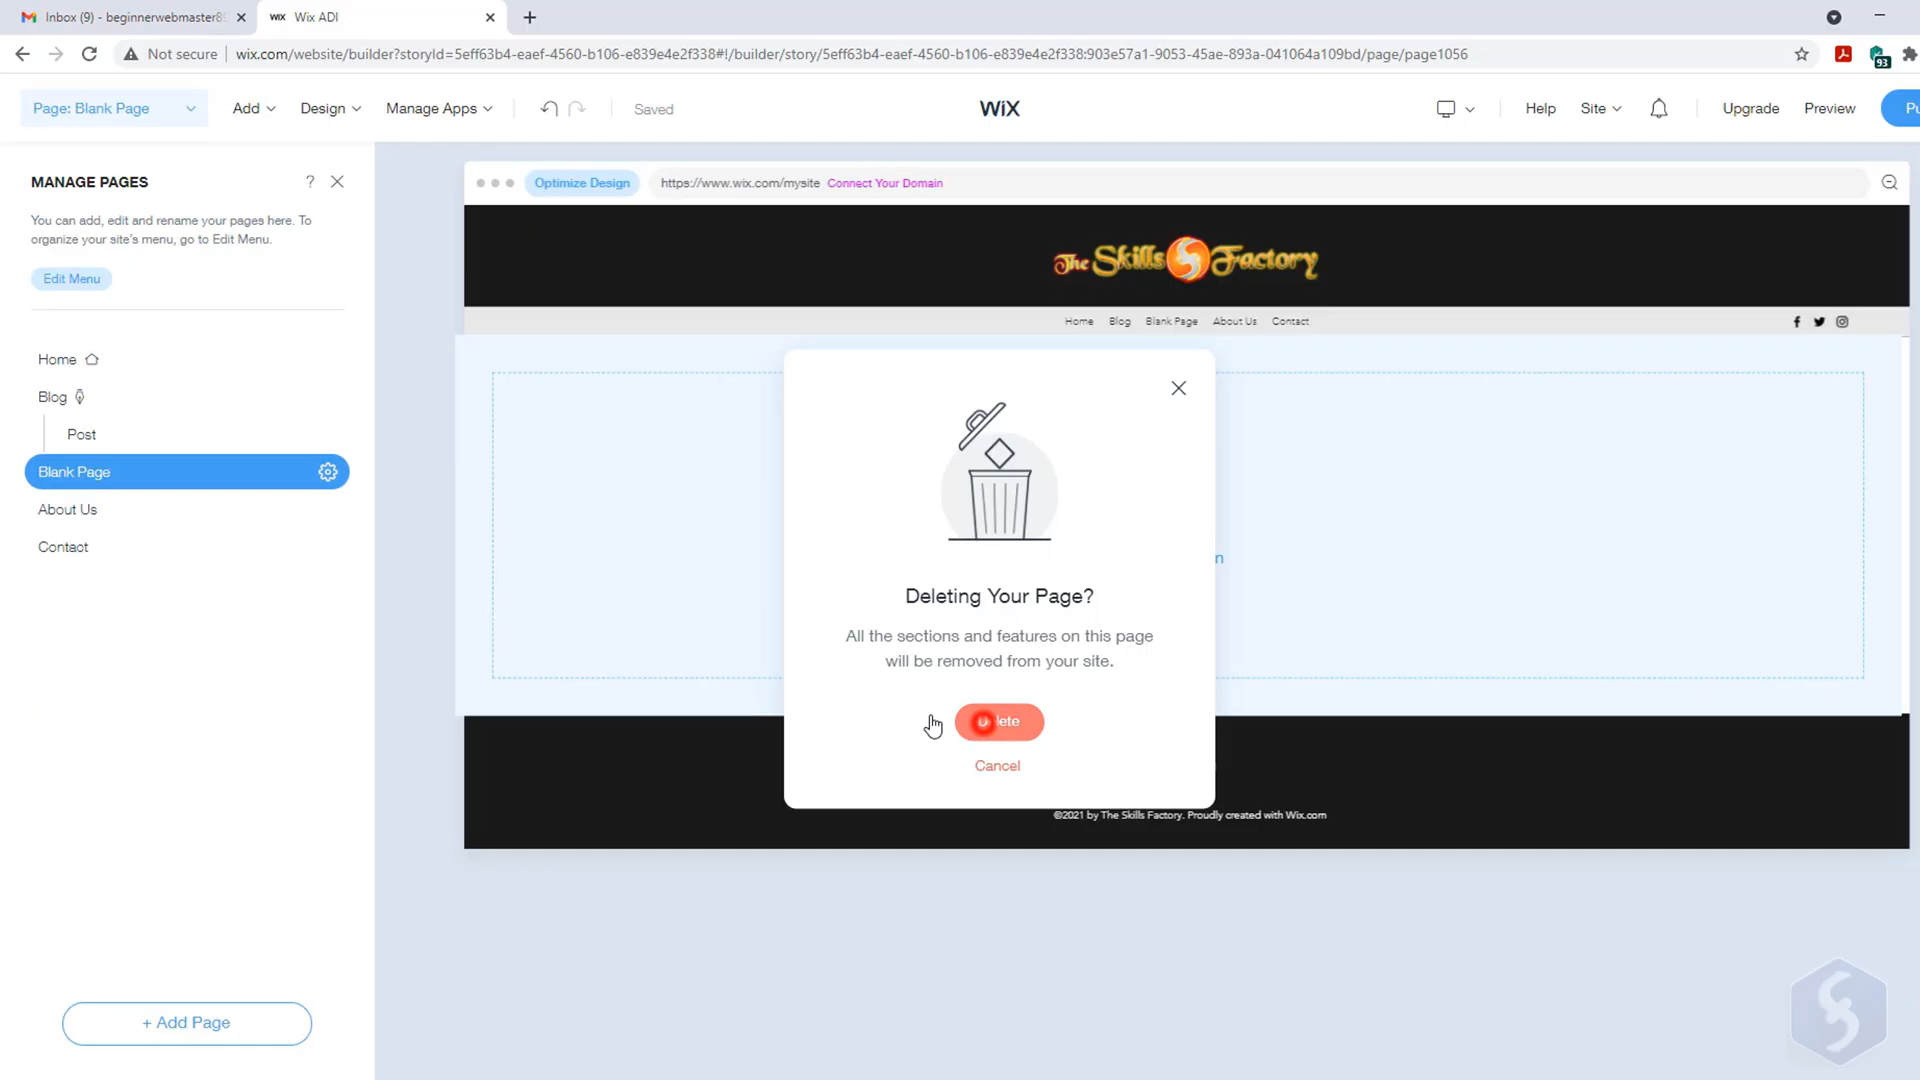 Inbox (9) - beginnerwebmaster8
WiX Wix ADI
Not secure
wix.com/website/builder?storyId=5eff63b4-eaef-4560-b106-e839e4e2f338#!/builder/story/5eff63b4-eaef-4560-b106-e839e4e2f338:903e57a1-9053-45ae-893a-041064a109bd/page/page1056
93
Page: Blank Page
Add
Design
Manage Apps
Saved
WiX
Help
Site
Upgrade
Preview
Pu
MANAGE PAGES
?
You can add, edit and rename your pages here. To
organize your site's menu, go to Edit Menu.
Edit Menu
Home
Blog
Post
Blank Page
About Us
Contact
+ Add Page
Optimize Design
https://www.wix.com/mysite
Connect Your Domain
The Skills Factory
Home
Blog
Blank Page
About Us
Contact
n
Deleting Your Page?
All the sections and features on this page
will be removed from your site.
Delete
Cancel
©2021 by The Skills Factory. Proudly created with Wix.com